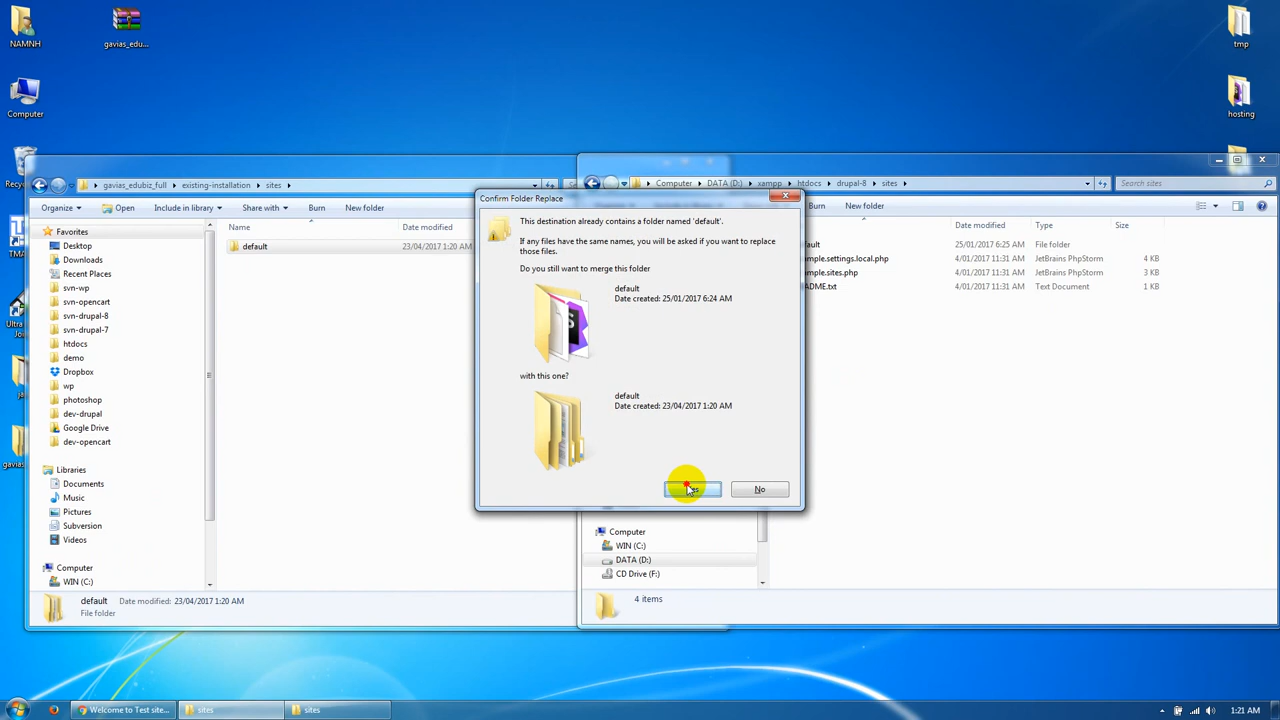 NAMNH
gavias_edu...
tmp
Computer
hosting
gavias_edubiz_full
existing-installation
sites
Computer
DATA (D:)
xampp
htdocs
drupal-8
sites
Search sites
Organize
Open
Include in library
Share with
Burn
New folder
Burn
New folder
Favorites
Desktop
Downloads
Recent Places
svn-wp
svn-opencart
svn-drupal-8
svn-drupal-7
htdocs
demo
Dropbox
wp
photoshop
dev-drupal
Google Drive
dev-opencart
Libraries
Documents
Music
Pictures
Subversion
Videos
Computer
WIN (C:)
Name
Date modified
default
23/04/2017 1:20 AM
Confirm Folder Replace
This destination already contains a folder named 'default'.
If any files have the same names, you will be asked if you want to replace
those files.
Do you still want to merge this folder
default
Date created: 25/01/2017 6:24 AM
with this one?
default
Date created: 23/04/2017 1:20 AM
No
Date modified
Type
Size
25/01/2017 6:25 AM
File folder
4/01/2017 11:31 AM
JetBrains PhpStorm
4 KB
4/01/2017 11:31 AM
JetBrains PhpStorm
3 KB
4/01/2017 11:31 AM
Text Document
1 KB
Computer
WIN (C:)
DATA (D:)
CD Drive (F:)
default
Date modified: 23/04/2017 1:20 AM
File folder
4 items
Welcome to Test site...
sites
sites
1:21 AM